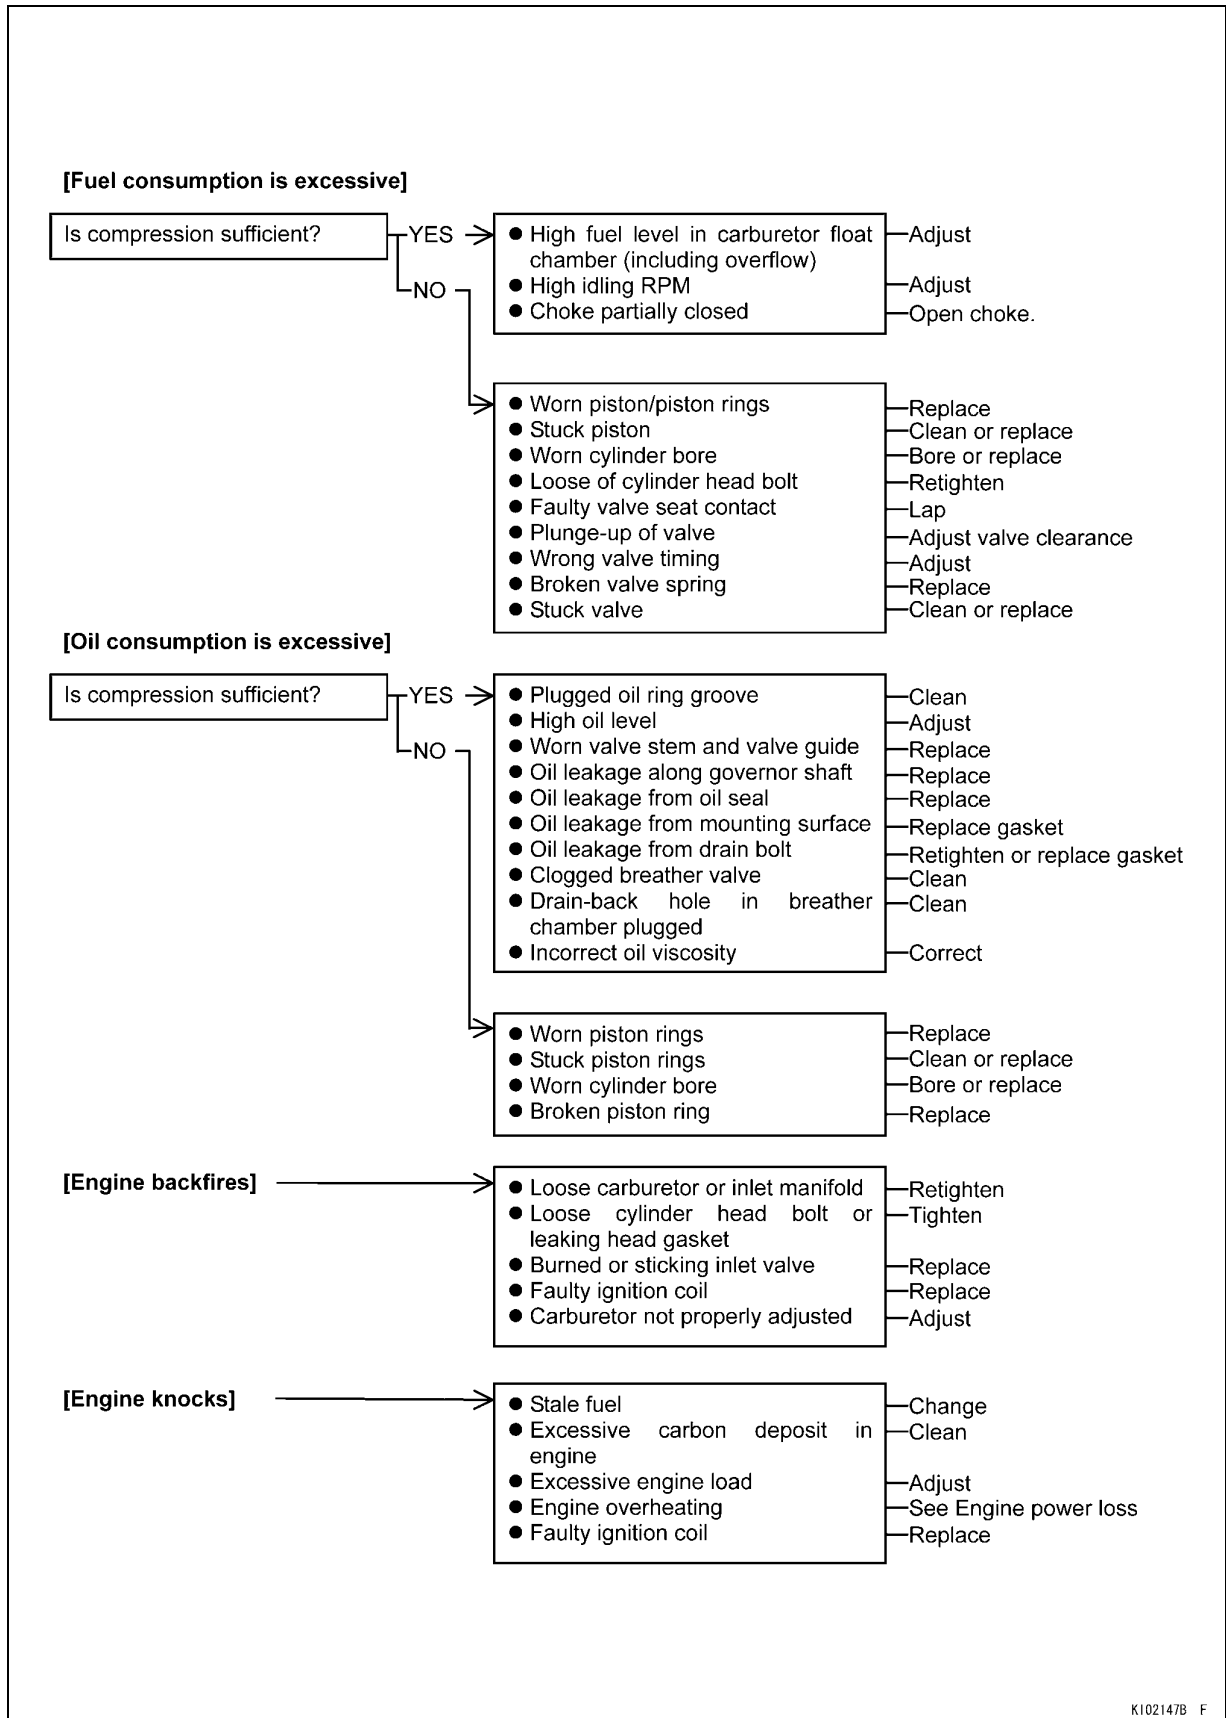 [Fuel consumption is excessive]
Is compression sufficient?
YES
NO
● High fuel level in carburetor float
chamber (including overflow)
● High idling RPM
● Choke partially closed
Adjust
Adjust
Open choke.
● Worn piston/piston rings
● Stuck piston
● Worn cylinder bore
● Loose of cylinder head bolt
● Faulty valve seat contact
● Plunge-up of valve
● Wrong valve timing
● Broken valve spring
● Stuck valve
Replace
Clean or replace
Bore or replace
Retighten
Lap
Adjust valve clearance
Adjust
Replace
Clean or replace
[Oil consumption is excessive]
Is compression sufficient?
YES
NO
● Plugged oil ring groove
● High oil level
● Worn valve stem and valve guide
● Oil leakage along governor shaft
● Oil leakage from oil seal
● Oil leakage from mounting surface
● Oil leakage from drain bolt
● Clogged breather valve
● Drain-back hole in breather
chamber plugged
● Incorrect oil viscosity
Clean
Adjust
Replace
Replace
Replace
Replace gasket
Retighten or replace gasket
Clean
Clean
Correct
● Worn piston rings
● Stuck piston rings
● Worn cylinder bore
● Broken piston ring
Replace
Clean or replace
Bore or replace
Replace
[Engine backfires]
● Loose carburetor or inlet manifold
● Loose cylinder head bolt or
leaking head gasket
● Burned or sticking inlet valve
● Faulty ignition coil
● Carburetor not properly adjusted
Retighten
Tighten
Replace
Replace
Adjust
[Engine knocks]
● Stale fuel
● Excessive carbon deposit in
engine
● Excessive engine load
● Engine overheating
● Faulty ignition coil
Change
Clean
Adjust
See Engine power loss
Replace
KI02147B F